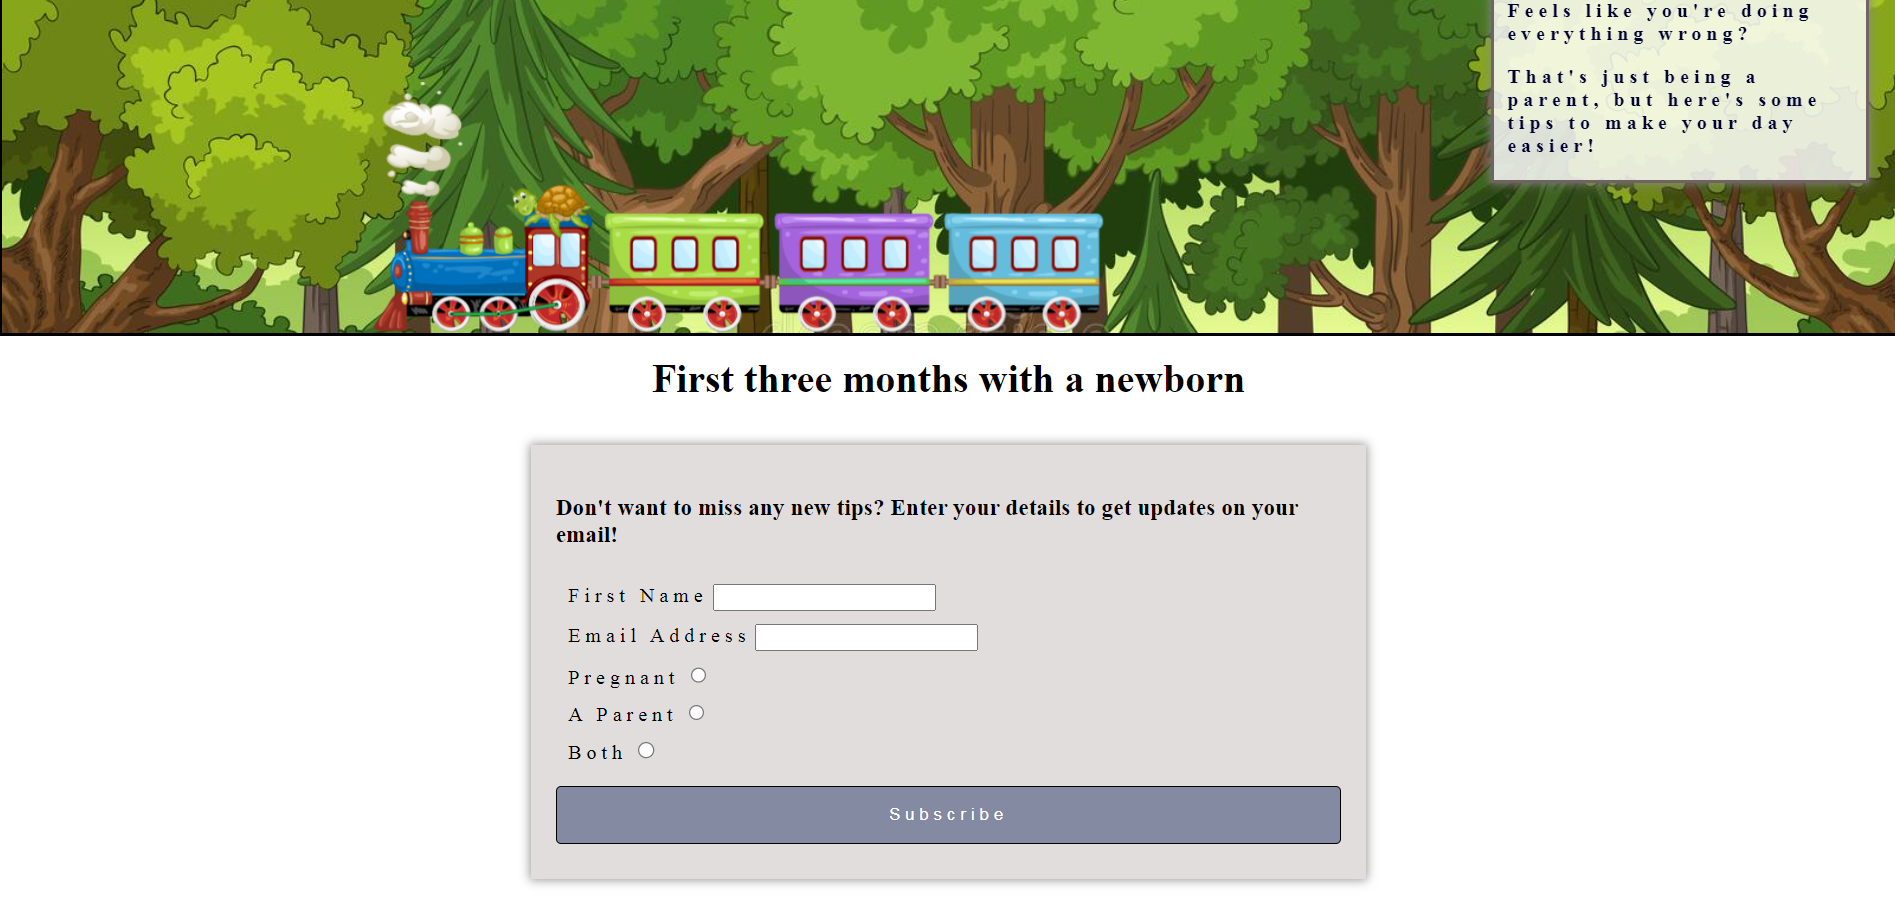 Feels like you're doing
everything wrong?
That's just being a
parent, but here's some
tips to make your day
easier!
First three months with a newborn
Don't want to miss any new tips? Enter your details to get updates on your
email!
First Name
Email Address
Pregnant
A Parent
Both
Subscribe